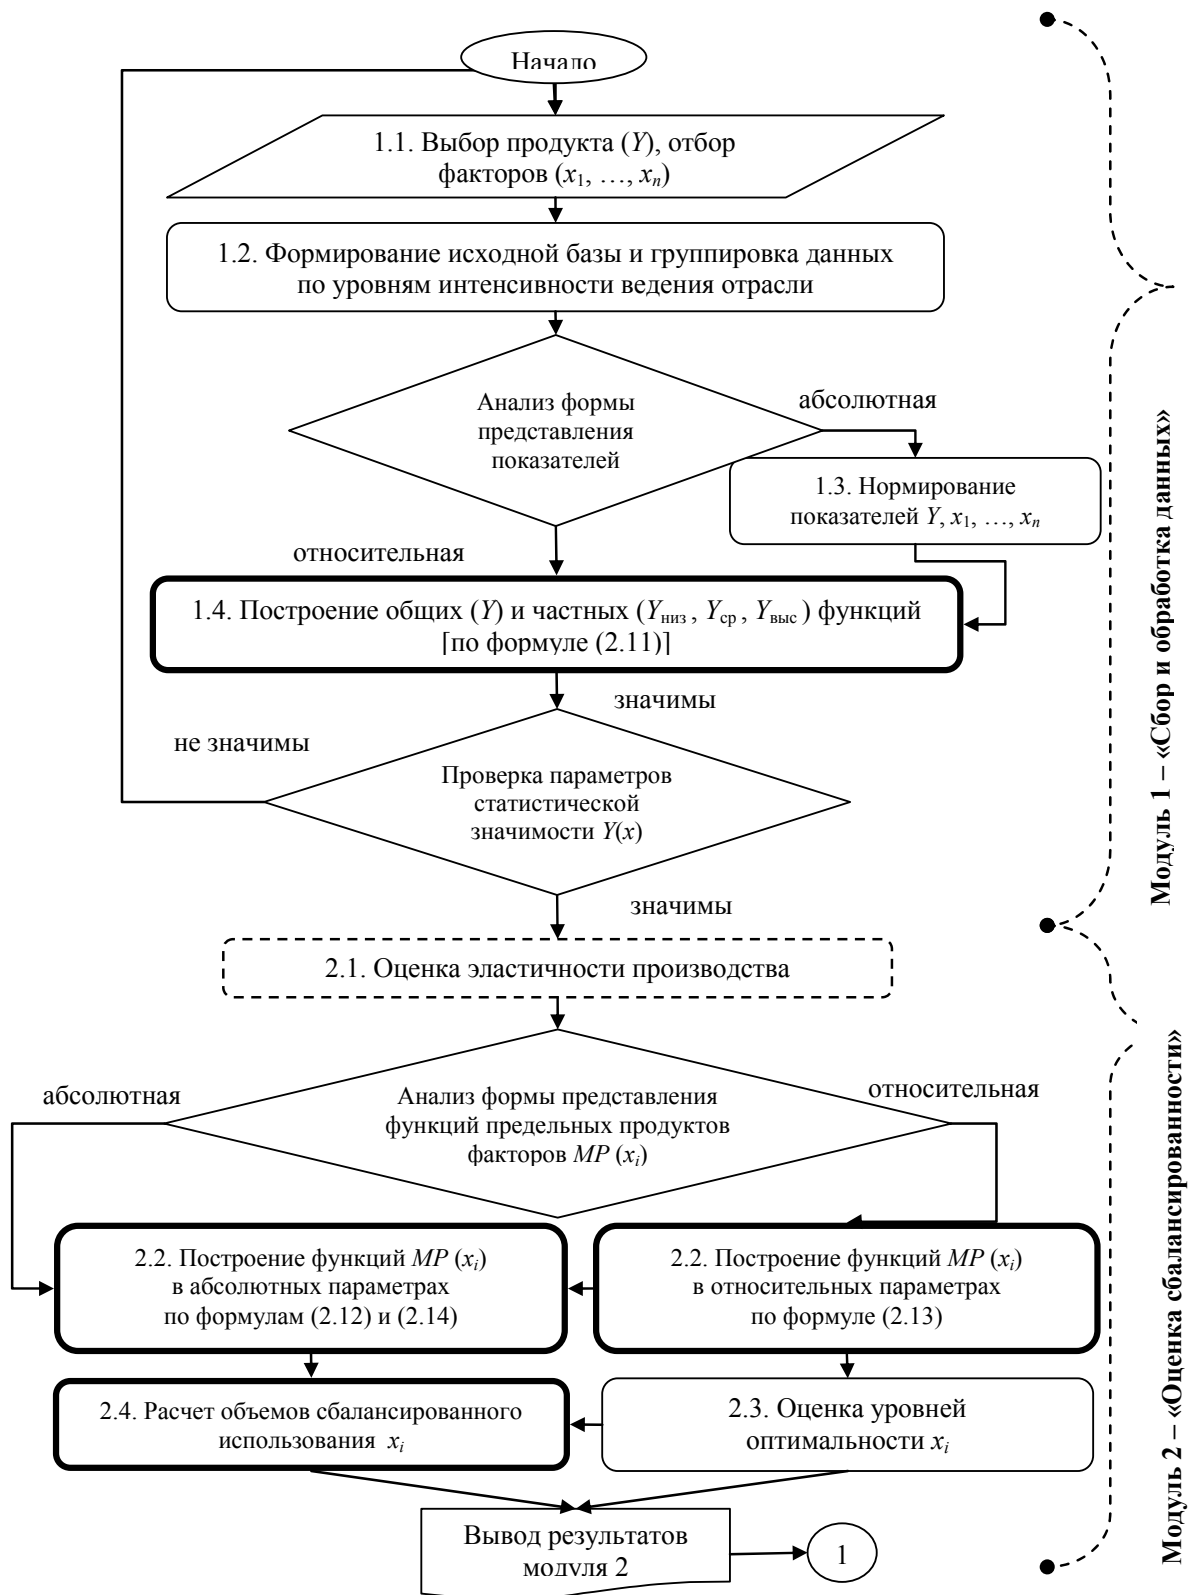 Начало
1.1. Выбор продукта (Y), отбор
факторов (x₁, …, xₙ)
1.2. Формирование исходной базы и группировка данных
по уровням интенсивности ведения отрасли
Анализ формы
представления
показателей
абсолютная
1.3. Нормирование
показателей Y, x₁, …, xₙ
относительная
1.4. Построение общих (Y) и частных (Yниз , Yср , Yвыс ) функций
[по формуле (2.11)]
значимы
не значимы
Проверка параметров
статистической
значимости Y(x)
значимы
Модуль 1 – «Сбор и обработка данных»
2.1. Оценка эластичности производства
абсолютная
относительная
Анализ формы представления
функций предельных продуктов
факторов MP (xᵢ)
2.2. Построение функций MP (xᵢ)
в абсолютных параметрах
по формулам (2.12) и (2.14)
2.2. Построение функций MP (xᵢ)
в относительных параметрах
по формуле (2.13)
2.4. Расчет объемов сбалансированного
использования xᵢ
2.3. Оценка уровней
оптимальности xᵢ
Вывод результатов
модуля 2
1
Модуль 2 – «Оценка сбалансированности»